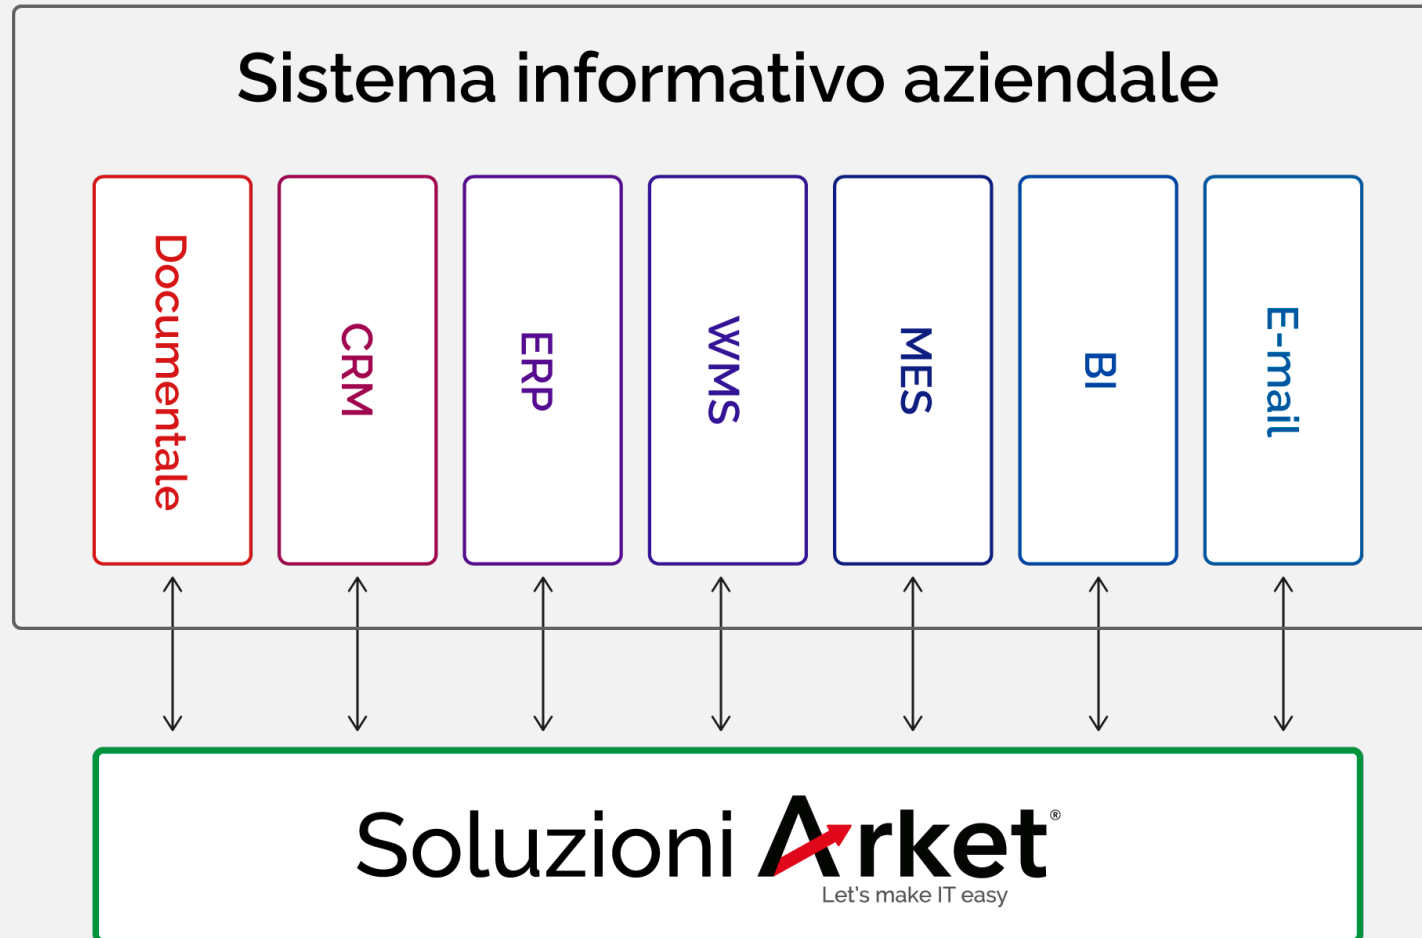 Sistema informativo aziendale
Documentale
CRM
ERP
WMS
MES
BI
E-mail
Soluzioni Arket®
Let's make IT easy